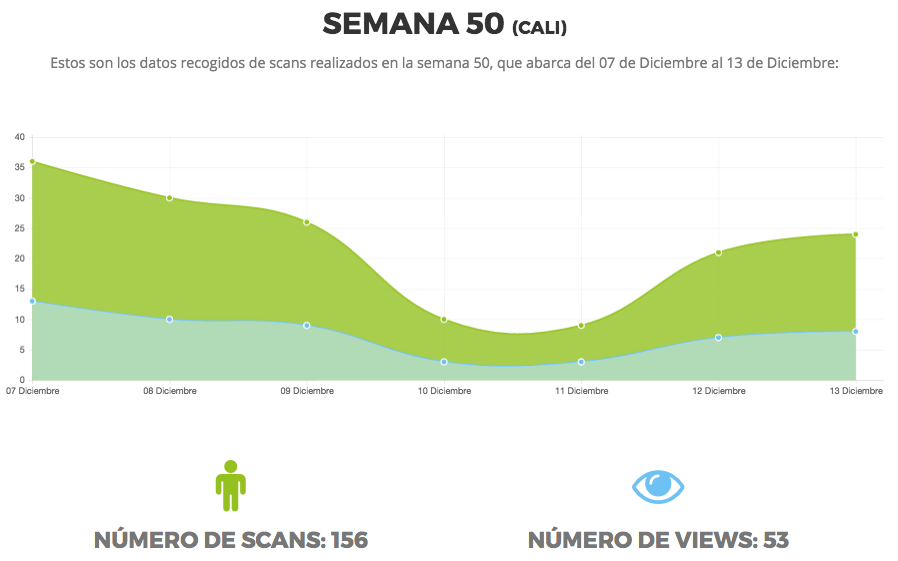 SEMANA 50 (CALI)
Estos son los datos recogidos de scans realizados en la semana 50, que abarca del 07 de Diciembre al 13 de Diciembre:
40
35
30
25
20
15
10
5
0
07 Diciembre 08 Diciembre 09 Diciembre 10 Diciembre 11 Diciembre 12 Diciembre 13 Diciembre
NÚMERO DE SCANS: 156 NÚMERO DE VIEWS: 53